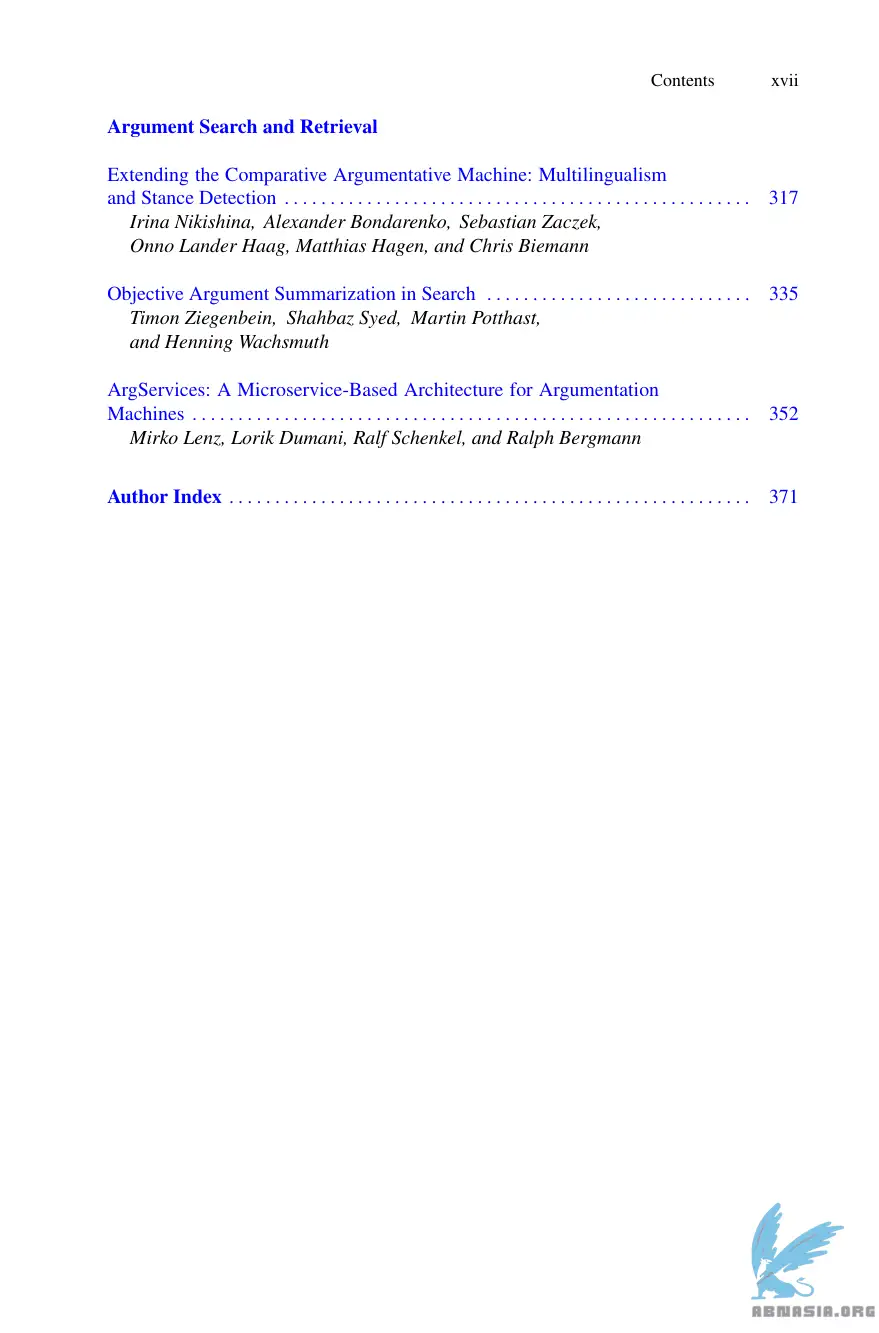 Contents xvii
Argument Search and Retrieval
Extending the Comparative Argumentative Machine: Multilingualism
and Stance Detection . . . . . . . . . . . . . . . . . . . . . . . . . . . . . . . . . . . . . . . . . . . . . . . . . . . 317
Irina Nikishina, Alexander Bondarenko, Sebastian Zaczek,
Onno Lander Haag, Matthias Hagen, and Chris Biemann
Objective Argument Summarization in Search . . . . . . . . . . . . . . . . . . . . . . . . . . . . . 335
Timon Ziegenbein, Shahbaz Syed, Martin Potthast,
and Henning Wachsmuth
ArgServices: A Microservice-Based Architecture for Argumentation
Machines . . . . . . . . . . . . . . . . . . . . . . . . . . . . . . . . . . . . . . . . . . . . . . . . . . . . . . . . . . . . . 352
Mirko Lenz, Lorik Dumani, Ralf Schenkel, and Ralph Bergmann
Author Index . . . . . . . . . . . . . . . . . . . . . . . . . . . . . . . . . . . . . . . . . . . . . . . . . . . . . . . . . 371
ABNASIA.ORG